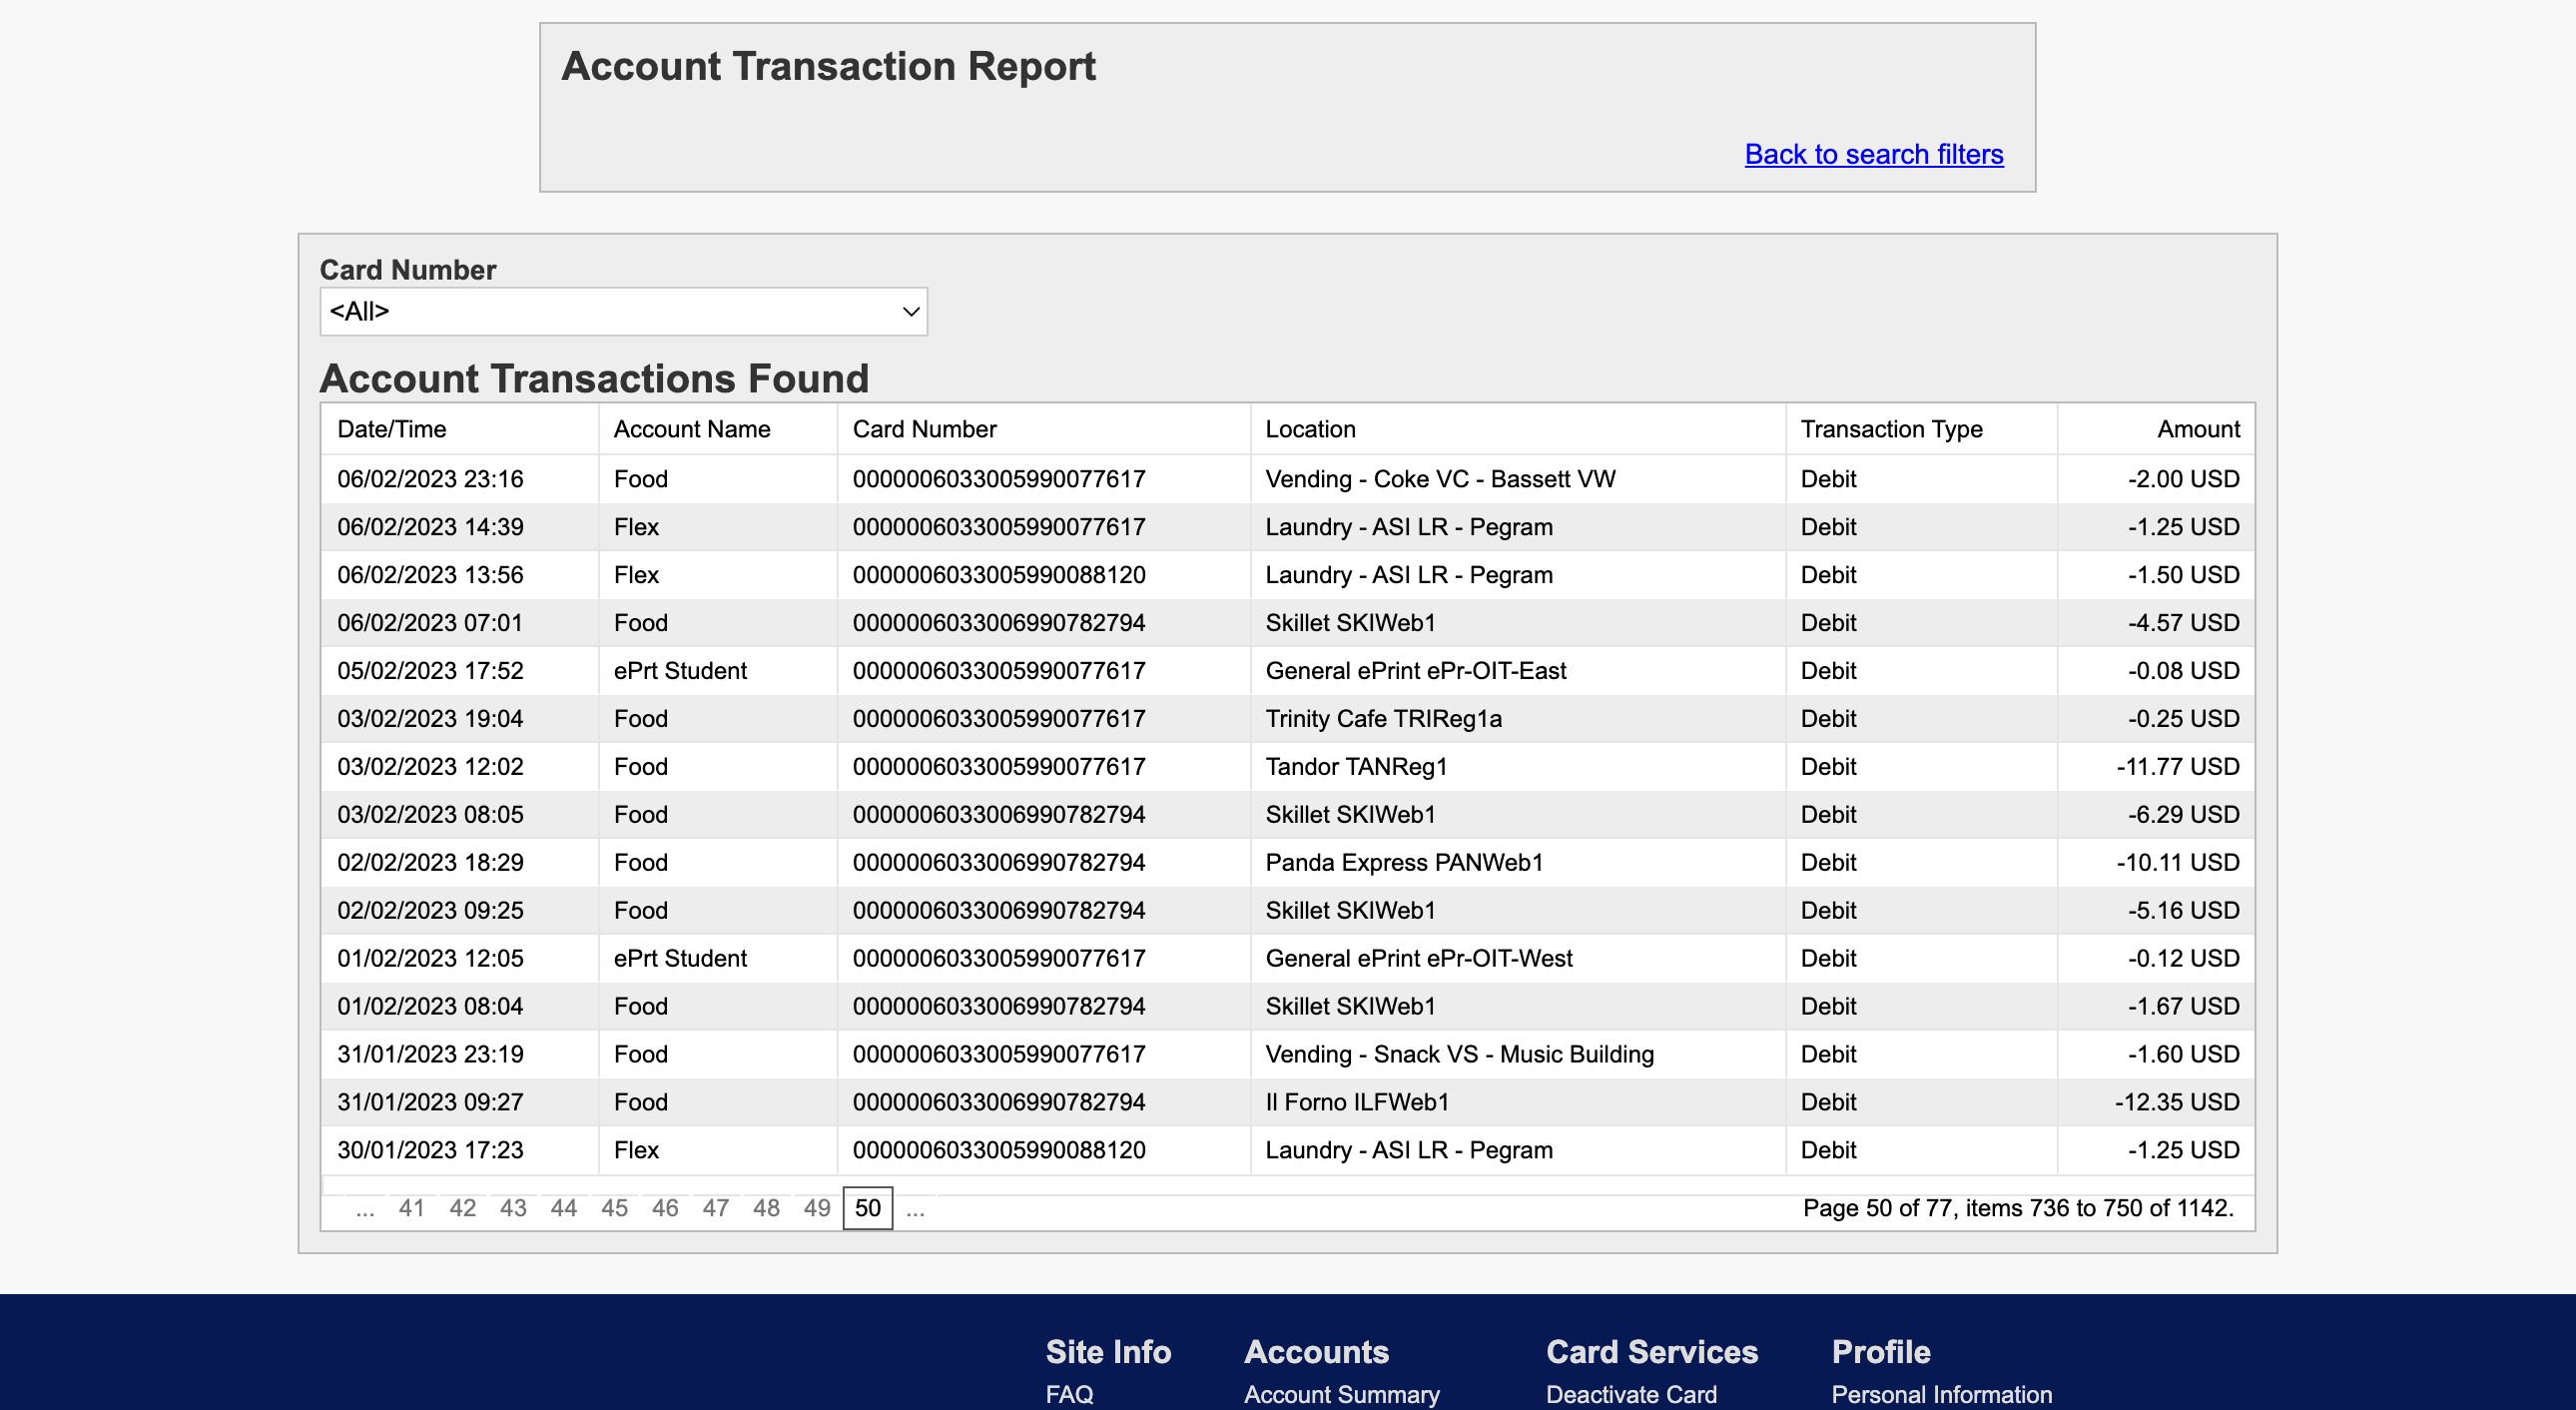 Account Transaction Report
Back to search filters
Card Number
<All>
Account Transactions Found
Date/Time Account Name Card Number Location Transaction Type Amount
06/02/2023 23:16 Food 0000006033005990077617 Vending - Coke VC - Bassett VW Debit -2.00 USD
06/02/2023 14:39 Flex 0000006033005990077617 Laundry - ASI LR - Pegram Debit -1.25 USD
06/02/2023 13:56 Flex 0000006033005990088120 Laundry - ASI LR - Pegram Debit -1.50 USD
06/02/2023 07:01 Food 0000006033006990782794 Skillet SKIWeb1 Debit -4.57 USD
05/02/2023 17:52 ePrt Student 0000006033005990077617 General ePrint ePr-OIT-East Debit -0.08 USD
03/02/2023 19:04 Food 0000006033005990077617 Trinity Cafe TRIReg1a Debit -0.25 USD
03/02/2023 12:02 Food 0000006033005990077617 Tandor TANReg1 Debit -11.77 USD
03/02/2023 08:05 Food 0000006033006990782794 Skillet SKIWeb1 Debit -6.29 USD
02/02/2023 18:29 Food 0000006033006990782794 Panda Express PANWeb1 Debit -10.11 USD
02/02/2023 09:25 Food 0000006033006990782794 Skillet SKIWeb1 Debit -5.16 USD
01/02/2023 12:05 ePrt Student 0000006033005990077617 General ePrint ePr-OIT-West Debit -0.12 USD
01/02/2023 08:04 Food 0000006033006990782794 Skillet SKIWeb1 Debit -1.67 USD
31/01/2023 23:19 Food 0000006033005990077617 Vending - Snack VS - Music Building Debit -1.60 USD
31/01/2023 09:27 Food 0000006033006990782794 Il Forno ILFWeb1 Debit -12.35 USD
30/01/2023 17:23 Flex 0000006033005990088120 Laundry - ASI LR - Pegram Debit -1.25 USD
... 41 42 43 44 45 46 47 48 49 50 ... Page 50 of 77, items 736 to 750 of 1142.
Site Info Accounts Card Services Profile
FAQ Account Summary Deactivate Card Personal Information